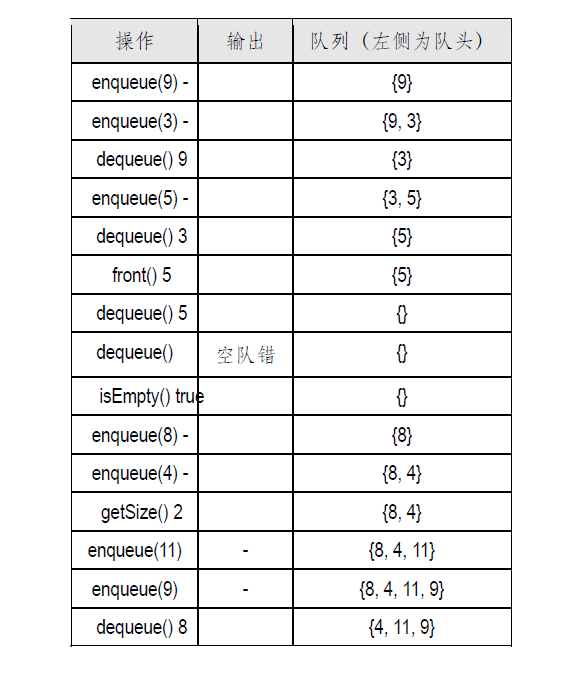 操作 输出 队列（左侧为队头）
enqueue(9) - {9}
enqueue(3) - {9, 3}
dequeue() 9 {3}
enqueue(5) - {3, 5}
dequeue() 3 {5}
front() 5 {5}
dequeue() 5 {}
dequeue() 空队错 {}
isEmpty() true {}
enqueue(8) - {8}
enqueue(4) - {8, 4}
getSize() 2 {8, 4}
enqueue(11) - {8, 4, 11}
enqueue(9) - {8, 4, 11, 9}
dequeue() 8 {4, 11, 9}